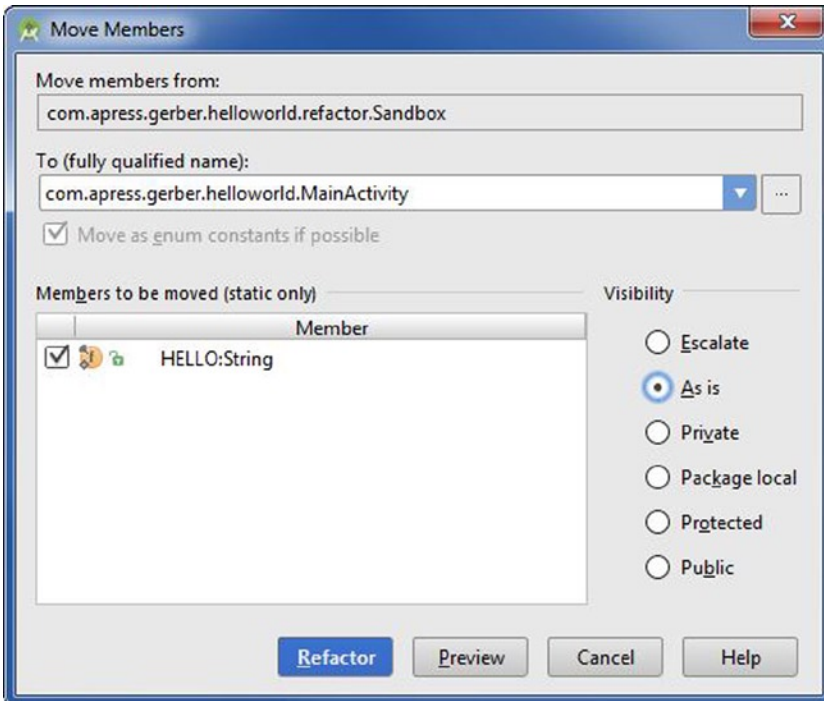 Move Members
Move members from:
com.apress.gerber.helloworld.refactor.Sandbox
To (fully qualified name):
com.apress.gerber.helloworld.MainActivity
...
Move as enum constants if possible
Members to be moved (static only)
Visibility
Member
HELLO:String
Escalate
As is
Private
Package local
Protected
Public
Refactor
Preview
Cancel
Help